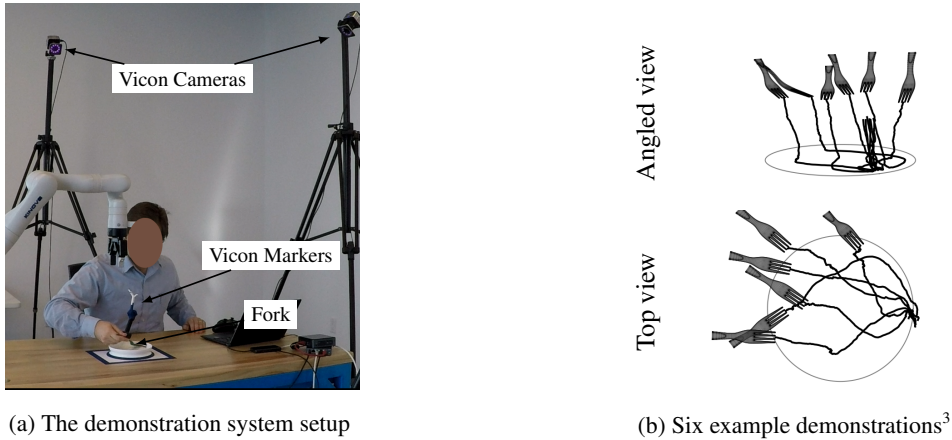 Vicon Cameras
Vicon Markers
Fork
(a) The demonstration system setup
Angled view
Top view
(b) Six example demonstrations³